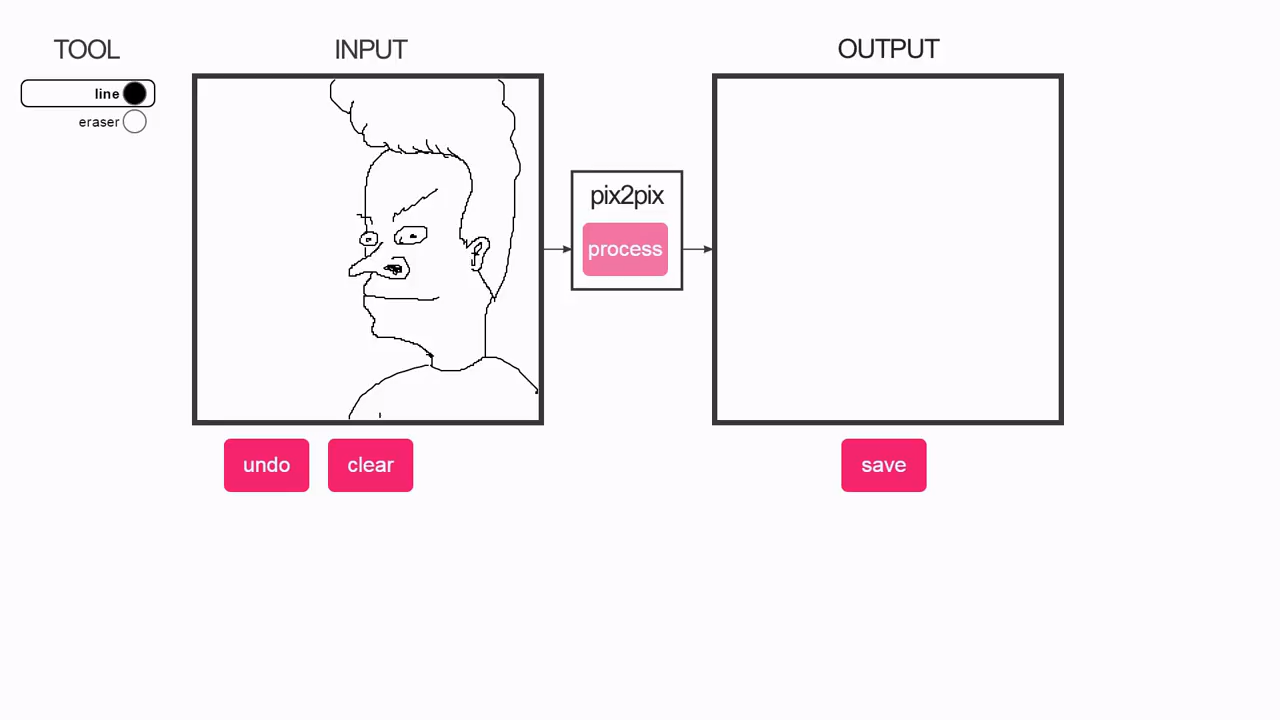 TOOL
INPUT
OUTPUT
line
eraser
pix2pix
process
undo
clear
save